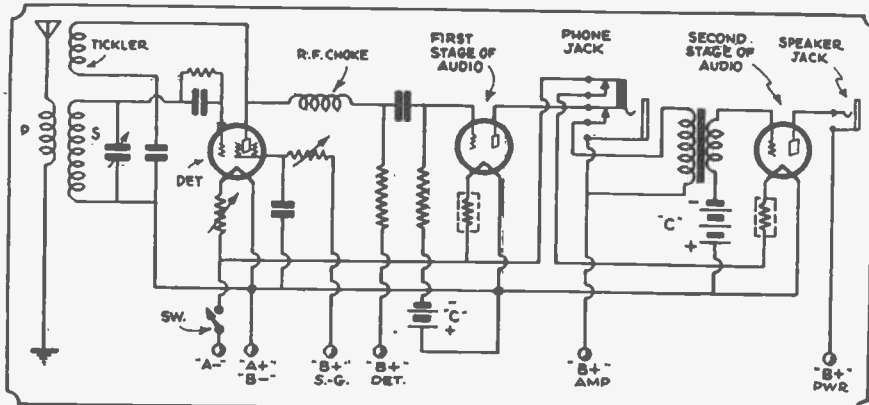 TICKLER
R.F. CHOKE
FIRST
STAGE OF
AUDIO
PHONE
JACK
SECOND
STAGE OF
AUDIO
SPEAKER
JACK
P
S
DET
-
"C"
+
-
"C"
+
SW.
"A-"
"A+"
"B-"
"B+"
S.-G.
"B+"
DET.
"B+"
AMP
"B+"
PWR